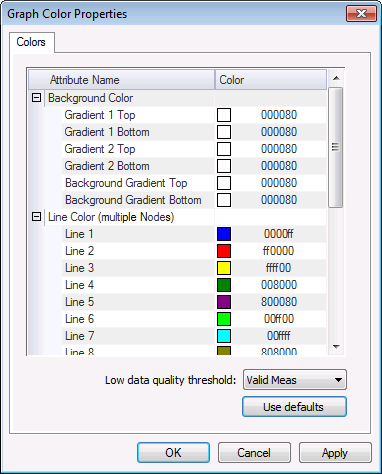 Graph Color Properties
Colors
Attribute Name Color
Background Color
Gradient 1 Top 000080
Gradient 1 Bottom 000080
Gradient 2 Top 000080
Gradient 2 Bottom 000080
Background Gradient Top 000080
Background Gradient Bottom 000080
Line Color (multiple Nodes)
Line 1 0000ff
Line 2 ff0000
Line 3 ffff00
Line 4 008000
Line 5 800080
Line 6 00ff00
Line 7 00ffff
Line 8 808000
Low data quality threshold: Valid Meas
Use defaults
OK Cancel Apply